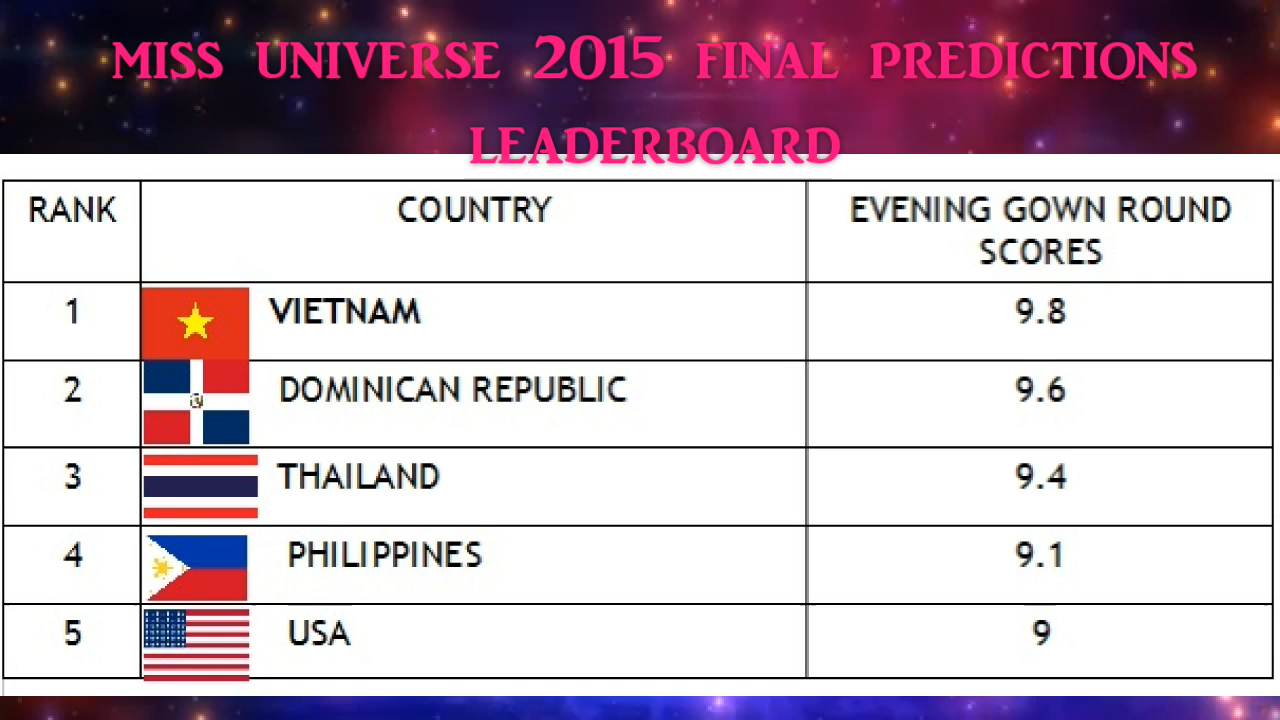 MISS UNIVERSE 2015 FINAL PREDICTIONS
LEADERBOARD
RANK COUNTRY EVENING GOWN ROUND
SCORES
1 VIETNAM 9.8
2 DOMINICAN REPUBLIC 9.6
3 THAILAND 9.4
4 PHILIPPINES 9.1
5 USA 9